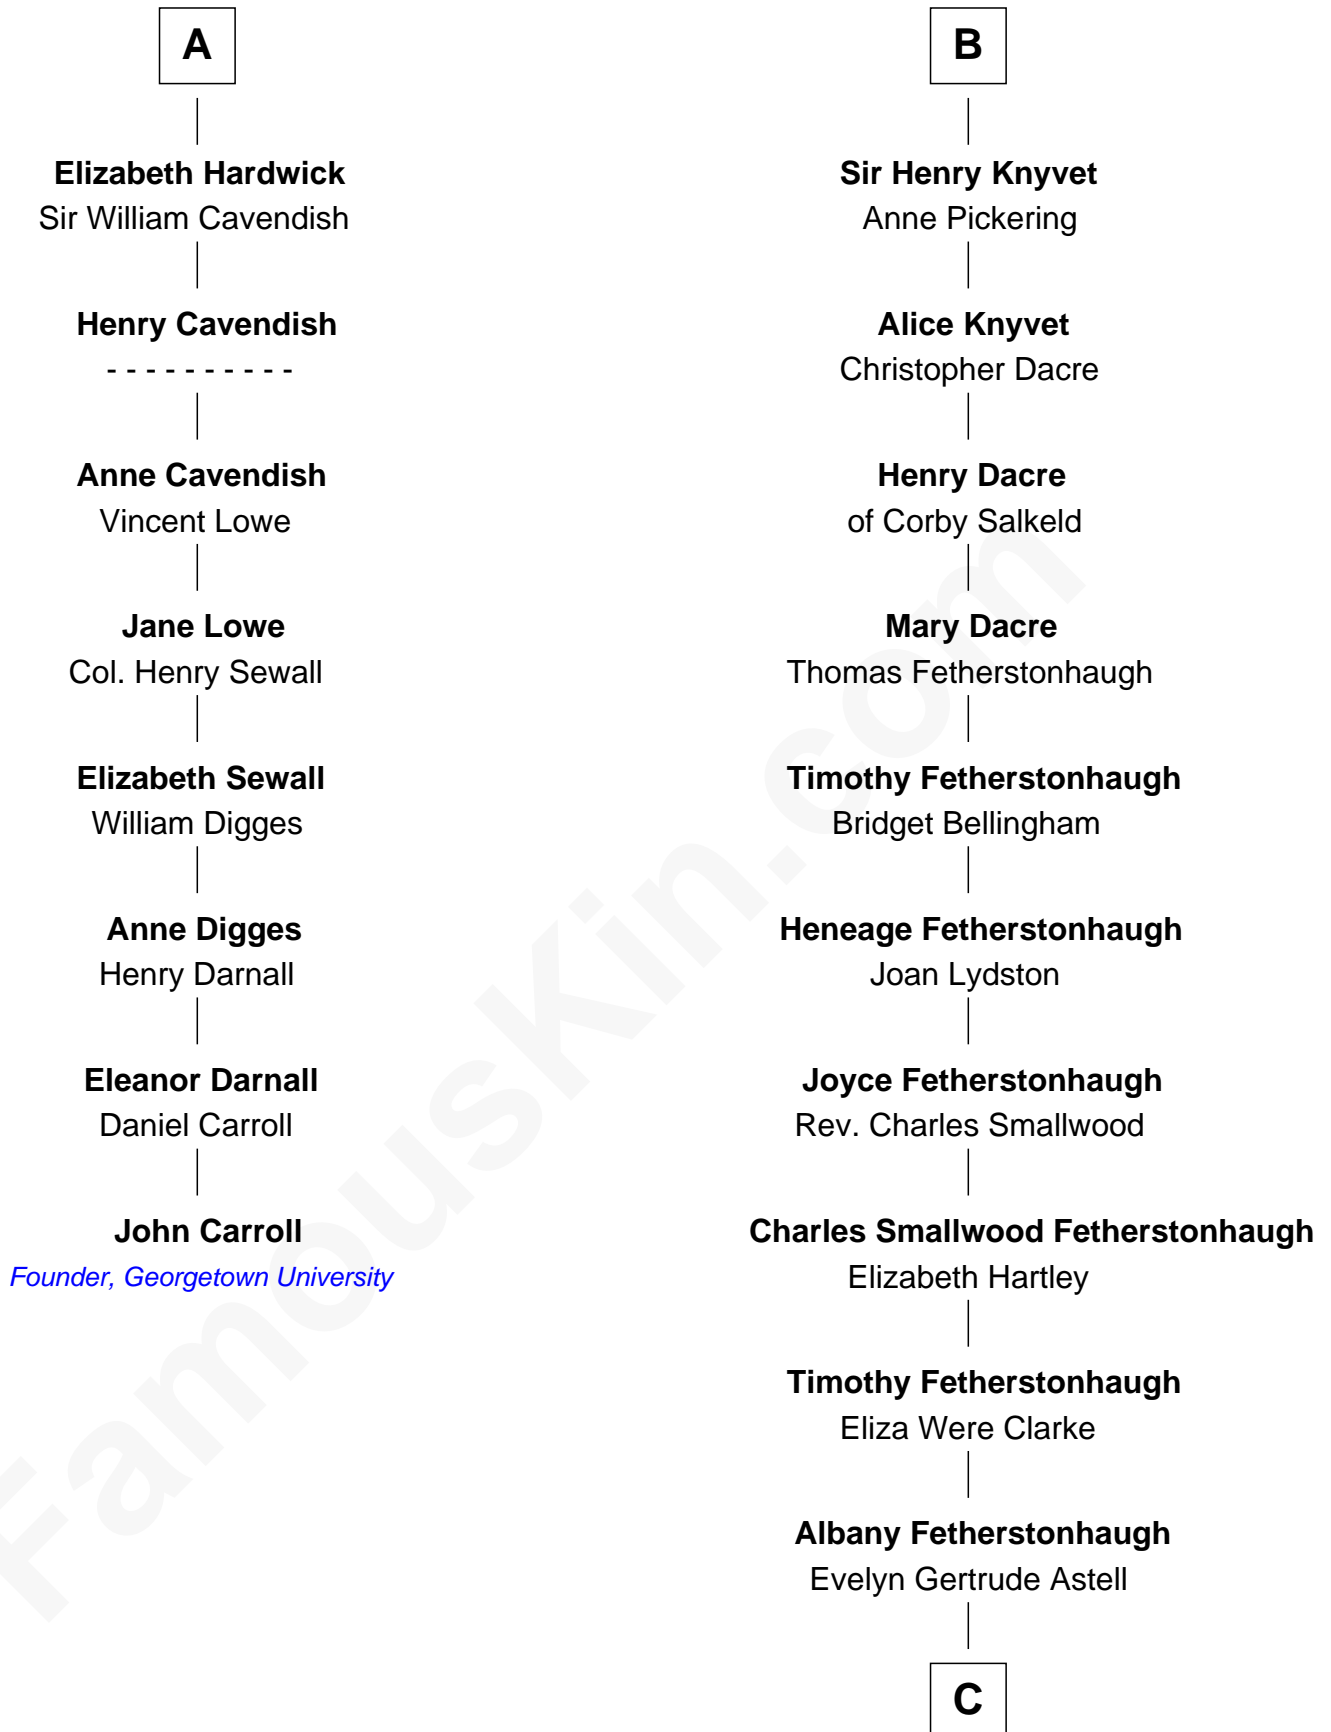 A
Elizabeth Hardwick
Sir William Cavendish
Henry Cavendish
- - - - - - - - - -
Anne Cavendish
Vincent Lowe
Jane Lowe
Col. Henry Sewall
Elizabeth Sewall
William Digges
Anne Digges
Henry Darnall
Eleanor Darnall
Daniel Carroll
John Carroll
Founder, Georgetown University
B
Sir Henry Knyvet
Anne Pickering
Alice Knyvet
Christopher Dacre
Henry Dacre
of Corby Salkeld
Mary Dacre
Thomas Fetherstonhaugh
Timothy Fetherstonhaugh
Bridget Bellingham
Heneage Fetherstonhaugh
Joan Lydston
Joyce Fetherstonhaugh
Rev. Charles Smallwood
Charles Smallwood Fetherstonhaugh
Elizabeth Hartley
Timothy Fetherstonhaugh
Eliza Were Clarke
Albany Fetherstonhaugh
Evelyn Gertrude Astell
C
FamousKin.com